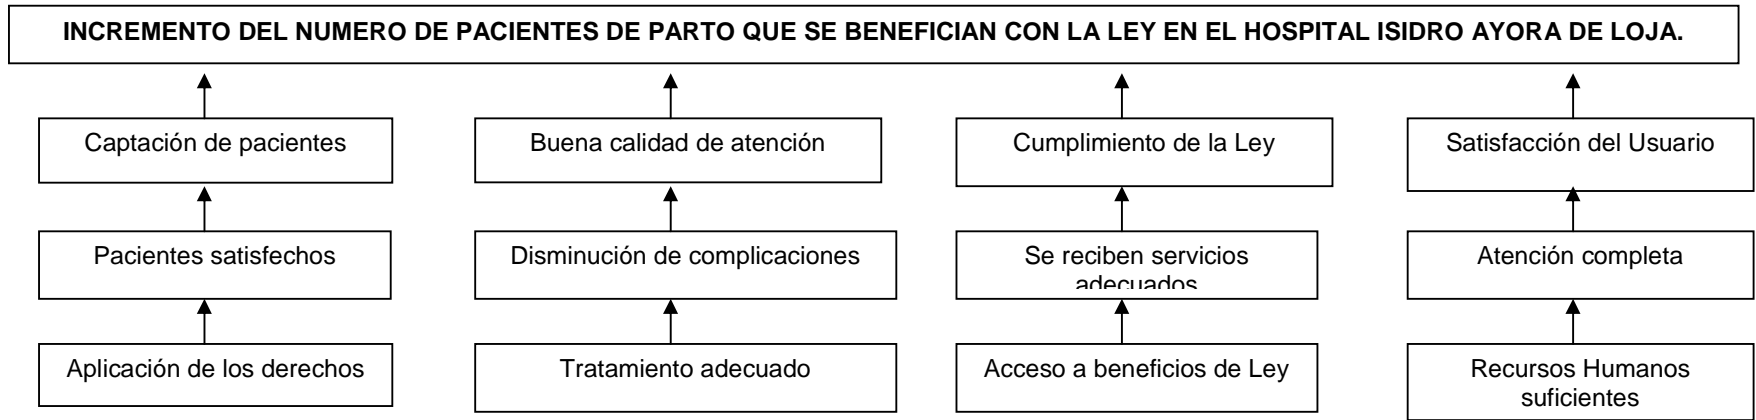 INCREMENTO DEL NUMERO DE PACIENTES DE PARTO QUE SE BENEFICIAN CON LA LEY EN EL HOSPITAL ISIDRO AYORA DE LOJA.
Captación de pacientes
Buena calidad de atención
Cumplimiento de la Ley
Satisfacción del Usuario
Pacientes satisfechos
Disminución de complicaciones
Se reciben servicios
adecuados
Atención completa
Aplicación de los derechos
Tratamiento adecuado
Acceso a beneficios de Ley
Recursos Humanos
suficientes